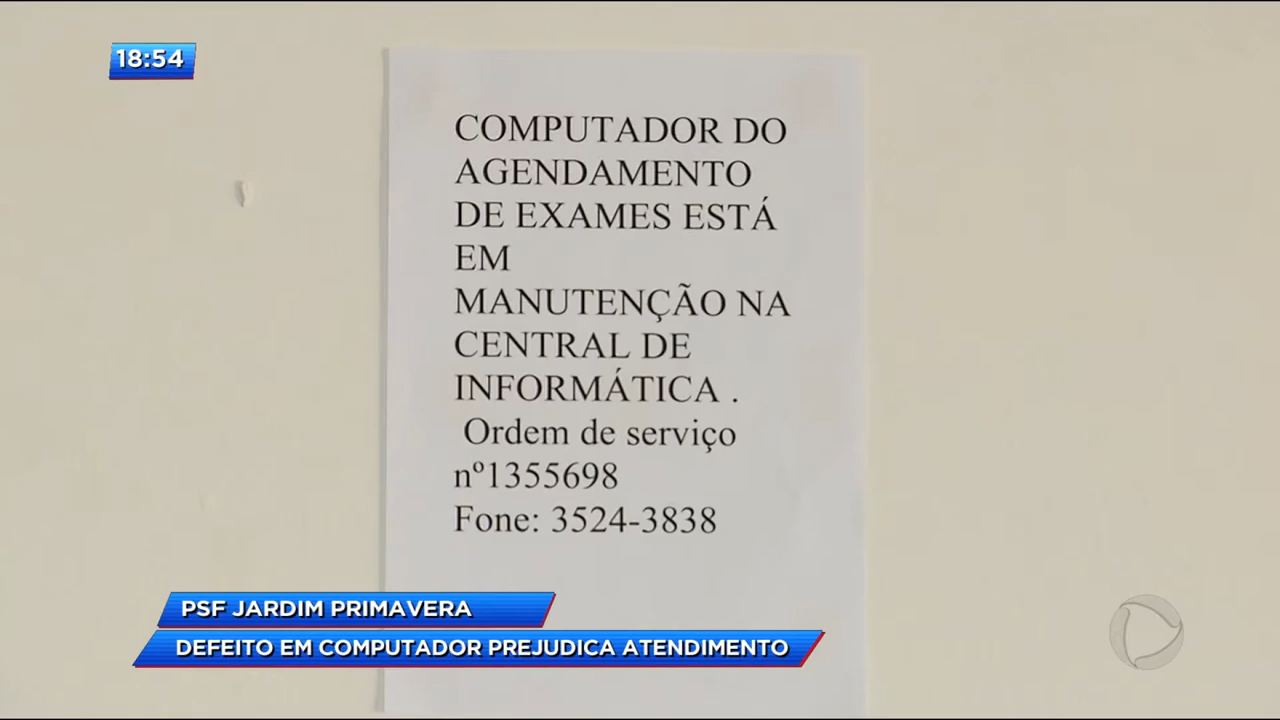 18:54
COMPUTADOR DO
AGENDAMENTO
DE EXAMES ESTÁ
EM
MANUTENÇÃO NA
CENTRAL DE
INFORMÁTICA .
Ordem de serviço
nº1355698
Fone: 3524-3838
PSF JARDIM PRIMAVERA
DEFEITO EM COMPUTADOR PREJUDICA ATENDIMENTO